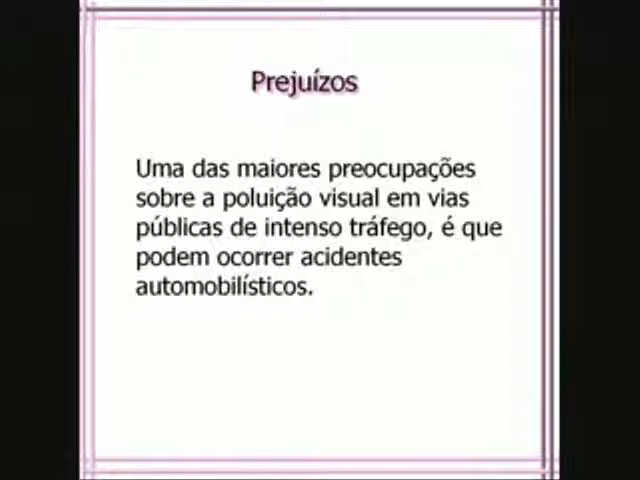 Prejuízos
Uma das maiores preocupações
sobre a poluição visual em vias
públicas de intenso tráfego, é que
podem ocorrer acidentes
automobilísticos.